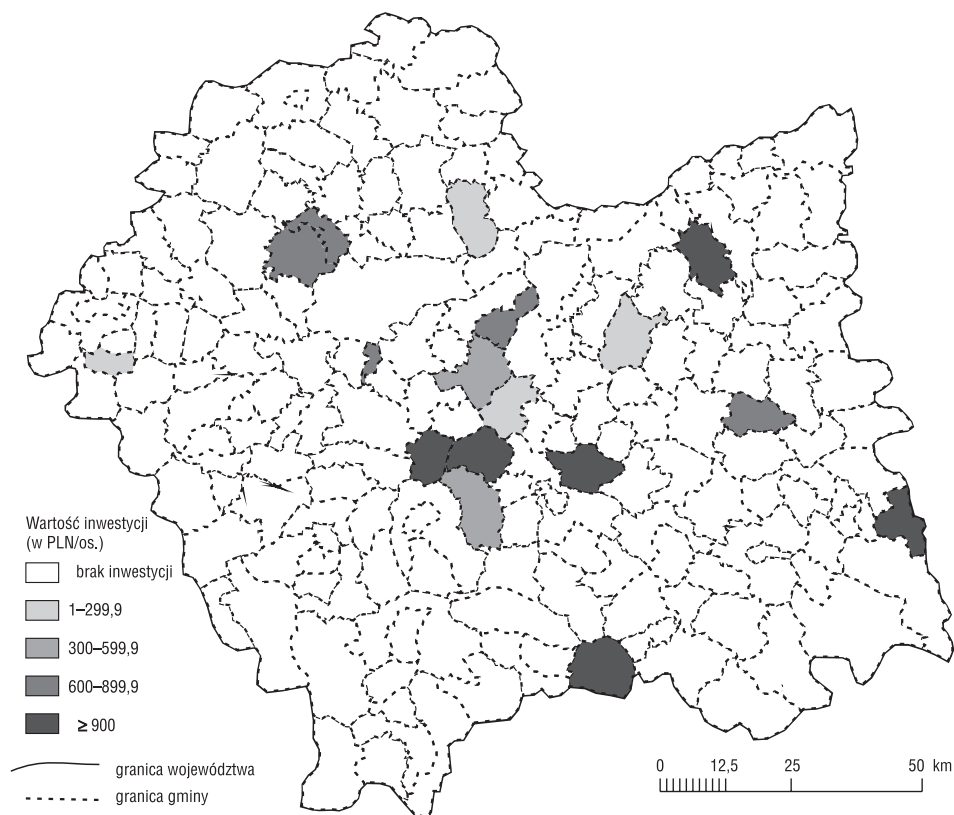 Wartość inwestycji
(w PLN/os.)
brak inwestycji
1–299,9
300–599,9
600–899,9
≥ 900
granica województwa
granica gminy
0 12,5 25 50 km